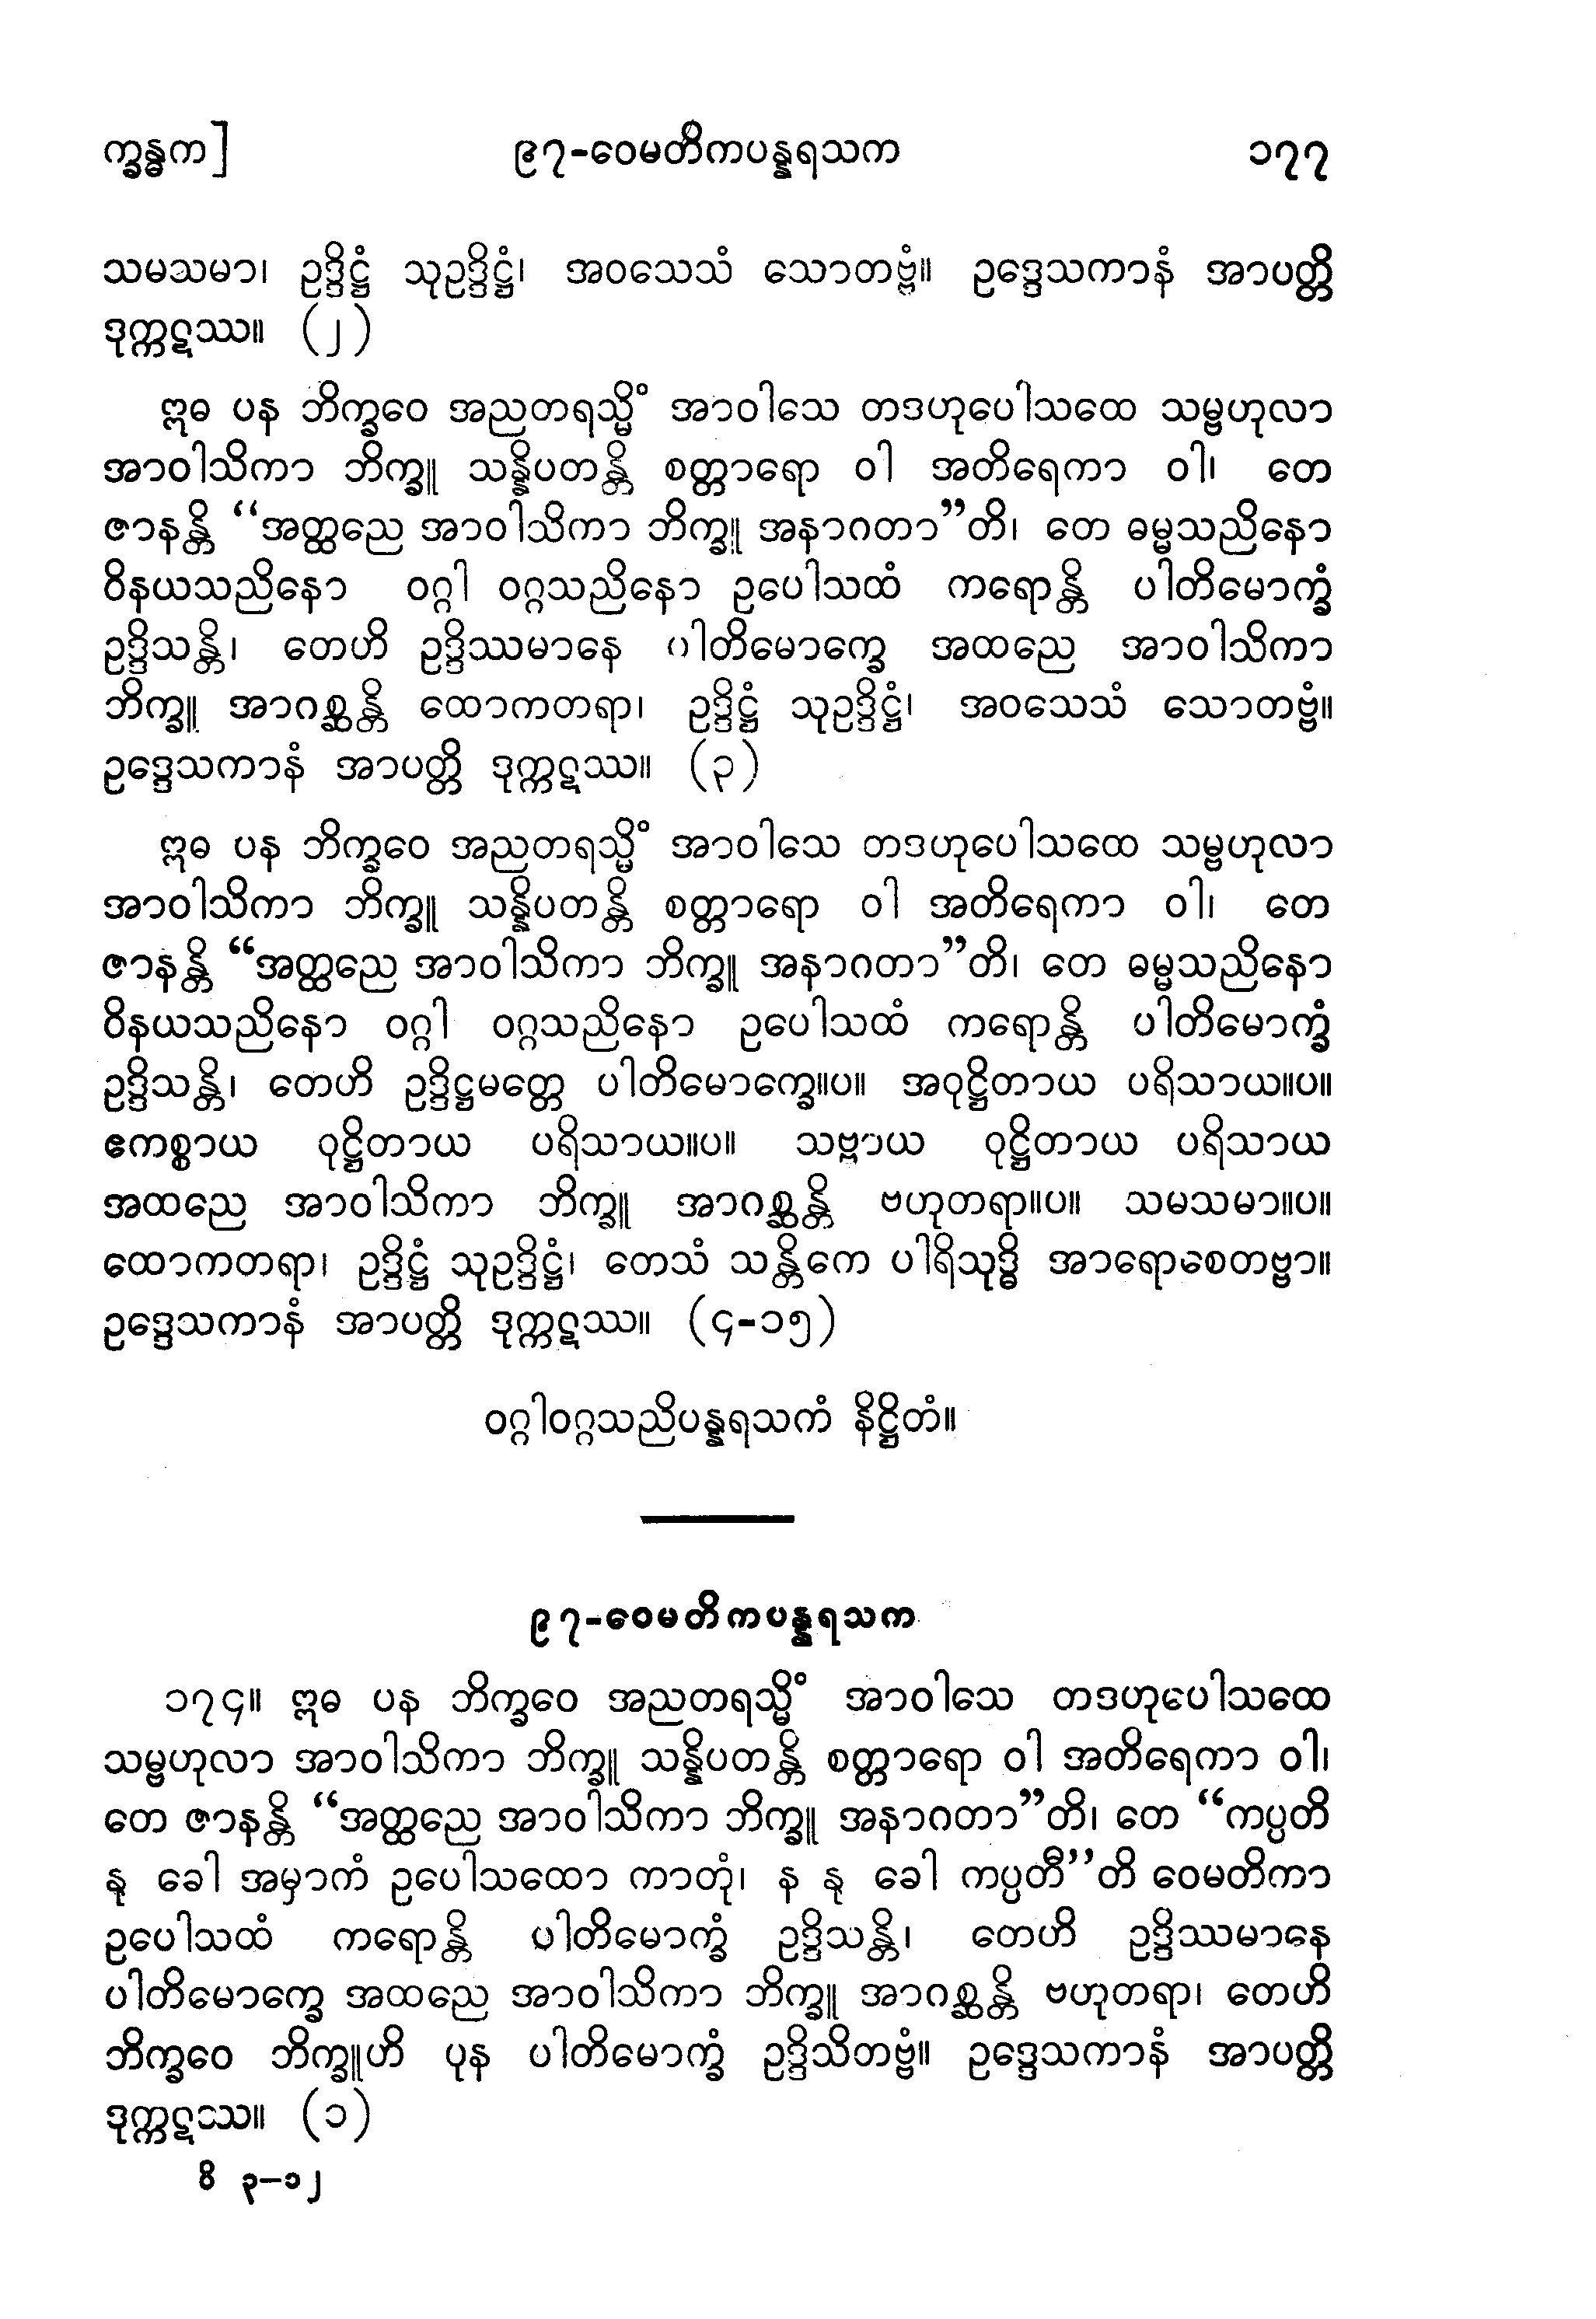 က္ခန္ဓက]	၉၇-ဝေမတိကပန္နရသက	၁၇၇
သမသမာ၊ ဥဒ္ဒိဋ္ဌံ သုဥဒ္ဒိဋ္ဌံ၊ အဝသေသံ သောတဗ္ဗံ။ ဥဒ္ဒေသကာနံ အာပတ္တိ
ဒုက္ကဋဿ။ (၂)
ဣဓ ပန ဘိက္ခဝေ အညတရသ္မိံ အာဝါသေ တဒဟုပေါသထေ သမ္ဗဟုလာ
အာဝါသိကာ ဘိက္ခူ သန္နိပတန္တိ စတ္တာရော ဝါ အတိရေကာ ဝါ၊ တေ
ဇာနန္တိ “အတ္ထညေ အာဝါသိကာ ဘိက္ခူ အနာဂတာ”တိ၊ တေ ဓမ္မသညိနော
ဝိနယသညိနော ဝဂ္ဂါ ဝဂ္ဂသညိနော ဥပေါသထံ ကရောန္တိ ပါတိမောက္ခံ
ဥဒ္ဒိသန္တိ၊ တေဟိ ဥဒ္ဒိဿမာနေ ပါတိမောက္ခေ အထညေ အာဝါသိကာ
ဘိက္ခူ အာဂစ္ဆန္တိ ထောကတရာ၊ ဥဒ္ဒိဋ္ဌံ သုဥဒ္ဒိဋ္ဌံ၊ အဝသေသံ သောတဗ္ဗံ။
ဥဒ္ဒေသကာနံ အာပတ္တိ ဒုက္ကဋဿ။ (၃)
ဣဓ ပန ဘိက္ခဝေ အညတရသ္မိံ အာဝါသေ တဒဟုပေါသထေ သမ္ဗဟုလာ
အာဝါသိကာ ဘိက္ခူ သန္နိပတန္တိ စတ္တာရော ဝါ အတိရေကာ ဝါ၊ တေ
ဇာနန္တိ “အတ္ထညေ အာဝါသိကာ ဘိက္ခူ အနာဂတာ”တိ၊ တေ ဓမ္မသညိနော
ဝိနယသညိနော ဝဂ္ဂါ ဝဂ္ဂသညိနော ဥပေါသထံ ကရောန္တိ ပါတိမောက္ခံ
ဥဒ္ဒိသန္တိ၊ တေဟိ ဥဒ္ဒိဋ္ဌမတ္တေ ပါတိမောက္ခေ။ပ။ အဝုဋ္ဌိတာယ ပရိသာယ။ပ။
ဧကစ္စာယ ဝုဋ္ဌိတာယ ပရိသာယ။ပ။ သဗ္ဗာယ ဝုဋ္ဌိတာယ ပရိသာယ
အထညေ အာဝါသိကာ ဘိက္ခူ အာဂစ္ဆန္တိ ဗဟုတရာ။ပ။ သမသမာ။ပ။
ထောကတရာ၊ ဥဒ္ဒိဋ္ဌံ သုဥဒ္ဒိဋ္ဌံ၊ တေသံ သန္တိကေ ပါရိသုဒ္ဓိ အာရောစေတဗ္ဗာ။
ဥဒ္ဒေသကာနံ အာပတ္တိ ဒုက္ကဋဿ။ (၄-၁၅)
ဝဂ္ဂါဝဂ္ဂသညိပန္နရသကံ နိဋ္ဌိတံ။
၉၇-ဝေမတိကပန္နရသက
၁၇၄။ ဣဓ ပန ဘိက္ခဝေ အညတရသ္မိံ အာဝါသေ တဒဟုပေါသထေ
သမ္ဗဟုလာ အာဝါသိကာ ဘိက္ခူ သန္နိပတန္တိ စတ္တာရော ဝါ အတိရေကာ ဝါ၊
တေ ဇာနန္တိ “အတ္ထညေ အာဝါသိကာ ဘိက္ခူ အနာဂတာ”တိ၊ တေ “ကပ္ပတိ
နု ခေါ အမှာကံ ဥပေါသထော ကာတုံ၊ န နု ခေါ ကပ္ပတီ”တိ ဝေမတိကာ
ဥပေါသထံ ကရောန္တိ ပါတိမောက္ခံ ဥဒ္ဒိသန္တိ၊ တေဟိ ဥဒ္ဒိဿမာနေ
ပါတိမောက္ခေ အထညေ အာဝါသိကာ ဘိက္ခူ အာဂစ္ဆန္တိ ဗဟုတရာ၊ တေဟိ
ဘိက္ခဝေ ဘိက္ခူဟိ ပုန ပါတိမောက္ခံ ဥဒ္ဒိသိတဗ္ဗံ။ ဥဒ္ဒေသကာနံ အာပတ္တိ
ဒုက္ကဋဿ။ (၁)
ဝိ ၃–၁၂